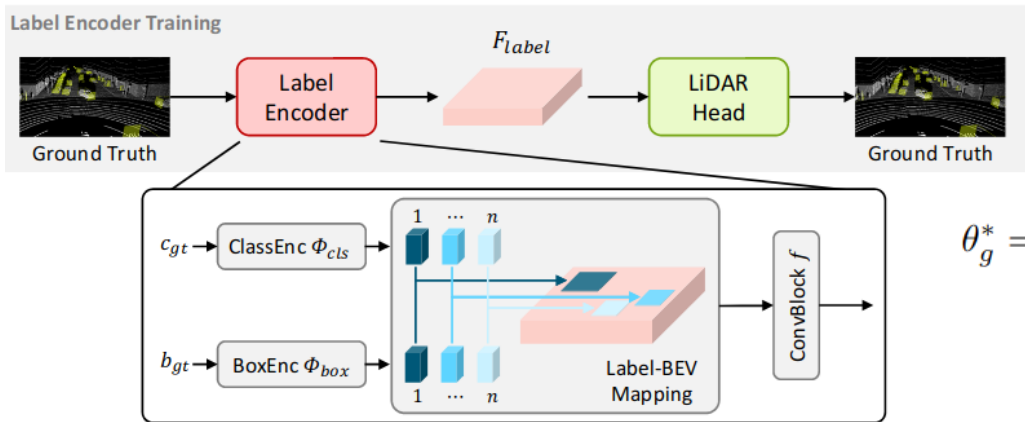 Label Encoder Training
F_label
Label
Encoder
LiDAR
Head
Ground Truth
Ground Truth
1 ... n
c_gt
ClassEnc Φ_cls
b_gt
BoxEnc Φ_box
1 ... n
Label-BEV
Mapping
ConvBlock f
θ_g^* =